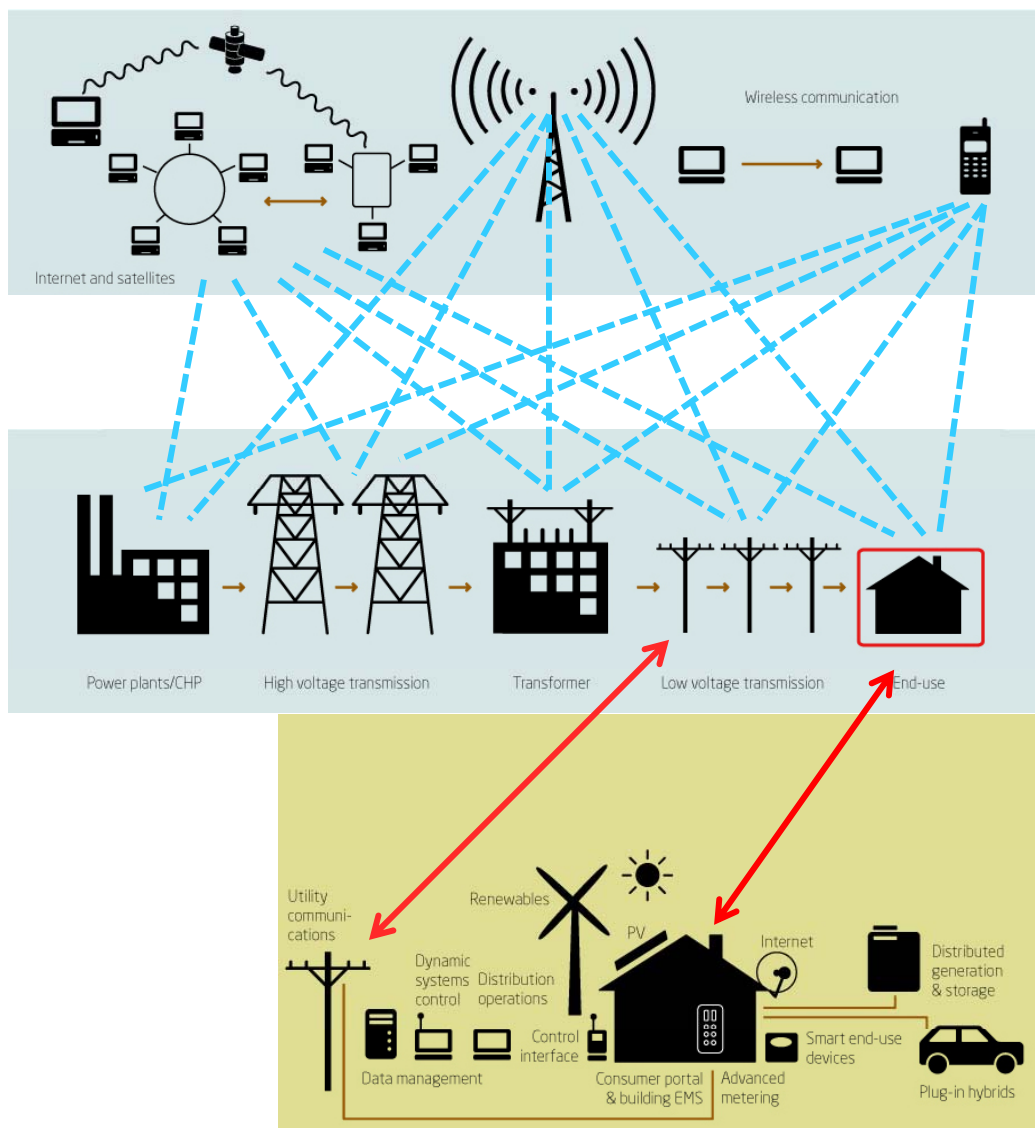 Wireless communication
Internet and satellites
Power plants/CHP
High voltage transmission
Transformer
Low voltage transmission
End-use
Utility
communi-
cations
Renewables
PV
Internet
Distributed
generation
& storage
Dynamic
systems
control
Distribution
operations
Control
interface
Smart end-use
devices
Data management
Consumer portal
& building EMS
Advanced
metering
Plug-in hybrids